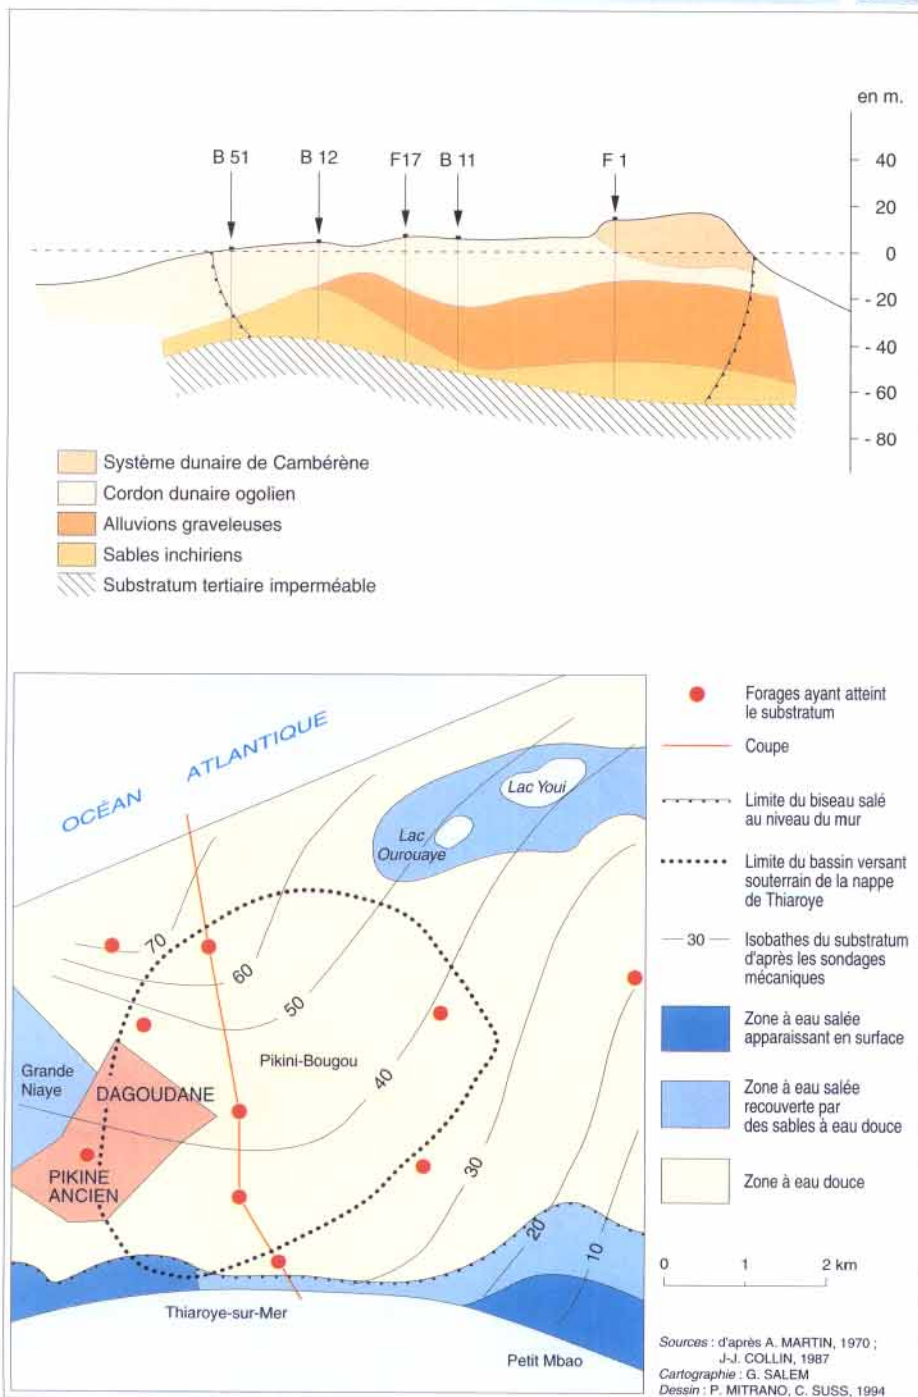 en m.
B 51
B 12
F17
B 11
F 1
40
20
0
- 20
- 40
- 60
- 80
Système dunaire de Cambérène
Cordon dunaire ogolien
Alluvions graveleuses
Sables inchiriens
Substratum tertiaire imperméable
OCÉAN ATLANTIQUE
Lac Youi
Lac
Ourouaye
70
60
50
40
30
20
10
Pikini-Bougou
Grande
Niaye
DAGOUDANE
PIKINE
ANCIEN
Thiaroye-sur-Mer
Petit Mbao
Forages ayant atteint
le substratum
Coupe
Limite du biseau salé
au niveau du mur
Limite du bassin versant
souterrain de la nappe
de Thiaroye
30
Isobathes du substratum
d'après les sondages
mécaniques
Zone à eau salée
apparaissant en surface
Zone à eau salée
recouverte par
des sables à eau douce
Zone à eau douce
0 1 2 km
Sources : d'après A. MARTIN, 1970 ;
J-J. COLLIN, 1987
Cartographie : G. SALEM
Dessin : P. MITRANO, C. SUSS, 1994